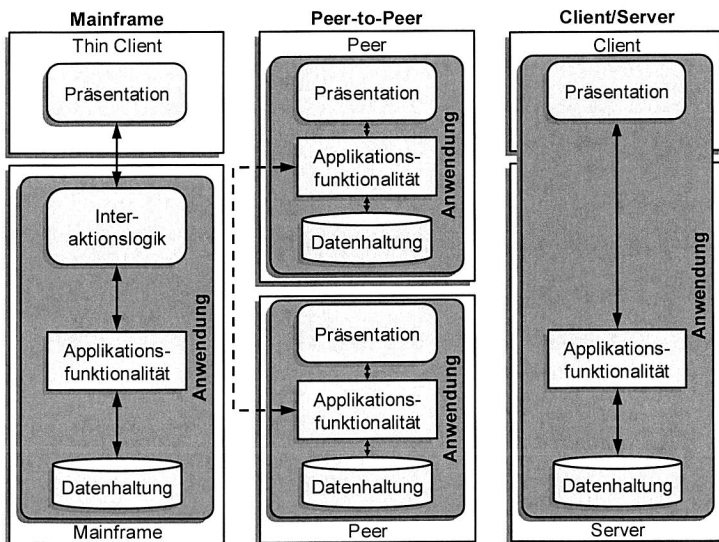 Mainframe
Thin Client
Präsentation
Inter-
aktionslogik
Applikations-
funktionalität
Datenhaltung
Anwendung
Mainframe
Peer-to-Peer
Peer
Präsentation
Applikations-
funktionalität
Datenhaltung
Anwendung
Präsentation
Applikations-
funktionalität
Datenhaltung
Anwendung
Peer
Client/Server
Client
Präsentation
Applikations-
funktionalität
Datenhaltung
Anwendung
Server